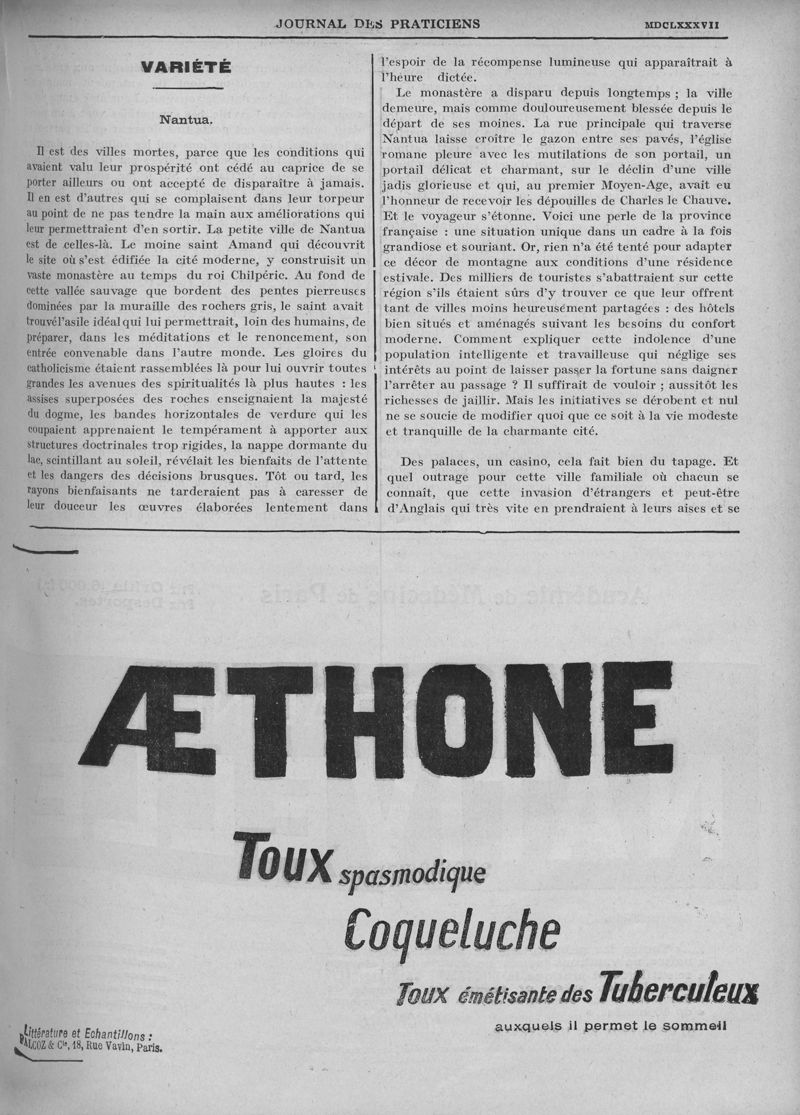 JOURNAL DES PRATICIENS MDCLXXXVII
VARIÉTÉ
Nantua.
Il est des villes mortes, parce que les conditions qui
avaient valu leur prospérité ont cédé au caprice de se
porter ailleurs ou ont accepté de disparaître à jamais.
Il en est d'autres qui se complaisent dans leur torpeur
au point de ne pas tendre la main aux améliorations qui
leur permettraient d'en sortir. La petite ville de Nantua
est de celles-là. Le moine saint Amand qui découvrit
le site où s'est édifiée la cité moderne, y construisit un
vaste monastère au temps du roi Chilpéric. Au fond de
cette vallée sauvage que bordent des pentes pierreuses
dominées par la muraille des rochers gris, le saint avait
trouvé l'asile idéal qui lui permettrait, loin des humains, de
préparer, dans les méditations et le renoncement, son
entrée convenable dans l'autre monde. Les gloires du
catholicisme étaient rassemblées là pour lui ouvrir toutes
grandes les avenues des spiritualités là plus hautes : les
assises superposées des roches enseignaient la majesté
du dogme, les bandes horizontales de verdure qui les
coupaient apprenaient le tempérament à apporter aux
structures doctrinales trop rigides, la nappe dormante du
lac, scintillant au soleil, révélait les bienfaits de l'attente
et les dangers des décisions brusques. Tôt ou tard, les
rayons bienfaisants ne tarderaient pas à caresser de
leur douceur les œuvres élaborées lentement dans
l'espoir de la récompense lumineuse qui apparaîtrait à
l'heure dictée.
Le monastère a disparu depuis longtemps ; la ville
demeure, mais comme douloureusement blessée depuis le
départ de ses moines. La rue principale qui traverse
Nantua laisse croître le gazon entre ses pavés, l'église
romane pleure avec les mutilations de son portail, un
portail délicat et charmant, sur le déclin d'une ville
jadis glorieuse et qui, au premier Moyen-Age, avait eu
l'honneur de recevoir les dépouilles de Charles le Chauve.
Et le voyageur s'étonne. Voici une perle de la province
française : une situation unique dans un cadre à la fois
grandiose et souriant. Or, rien n'a été tenté pour adapter
ce décor de montagne aux conditions d'une résidence
estivale. Des milliers de touristes s'abattraient sur cette
région s'ils étaient sûrs d'y trouver ce que leur offrent
tant de villes moins heureusement partagées : des hôtels
bien situés et aménagés suivant les besoins du confort
moderne. Comment expliquer cette indolence d'une
population intelligente et travailleuse qui néglige ses
intérêts au point de laisser passer la fortune sans daigner
l'arrêter au passage ? Il suffirait de vouloir ; aussitôt les
richesses de jaillir. Mais les initiatives se dérobent et nul
ne se soucie de modifier quoi que ce soit à la vie modeste
et tranquille de la charmante cité.
Des palaces, un casino, cela fait bien du tapage. Et
quel outrage pour cette ville familiale où chacun se
connaît, que cette invasion d'étrangers et peut-être
d'Anglais qui très vite en prendraient à leurs aises et se
ÆTHONE
Toux spasmodique
Coqueluche
Toux émétisante des Tuberculeux
auxquels il permet le sommeil
Littérature et Echantillons :
FALCOZ & Cie, 18, Rue Vavin, Paris.